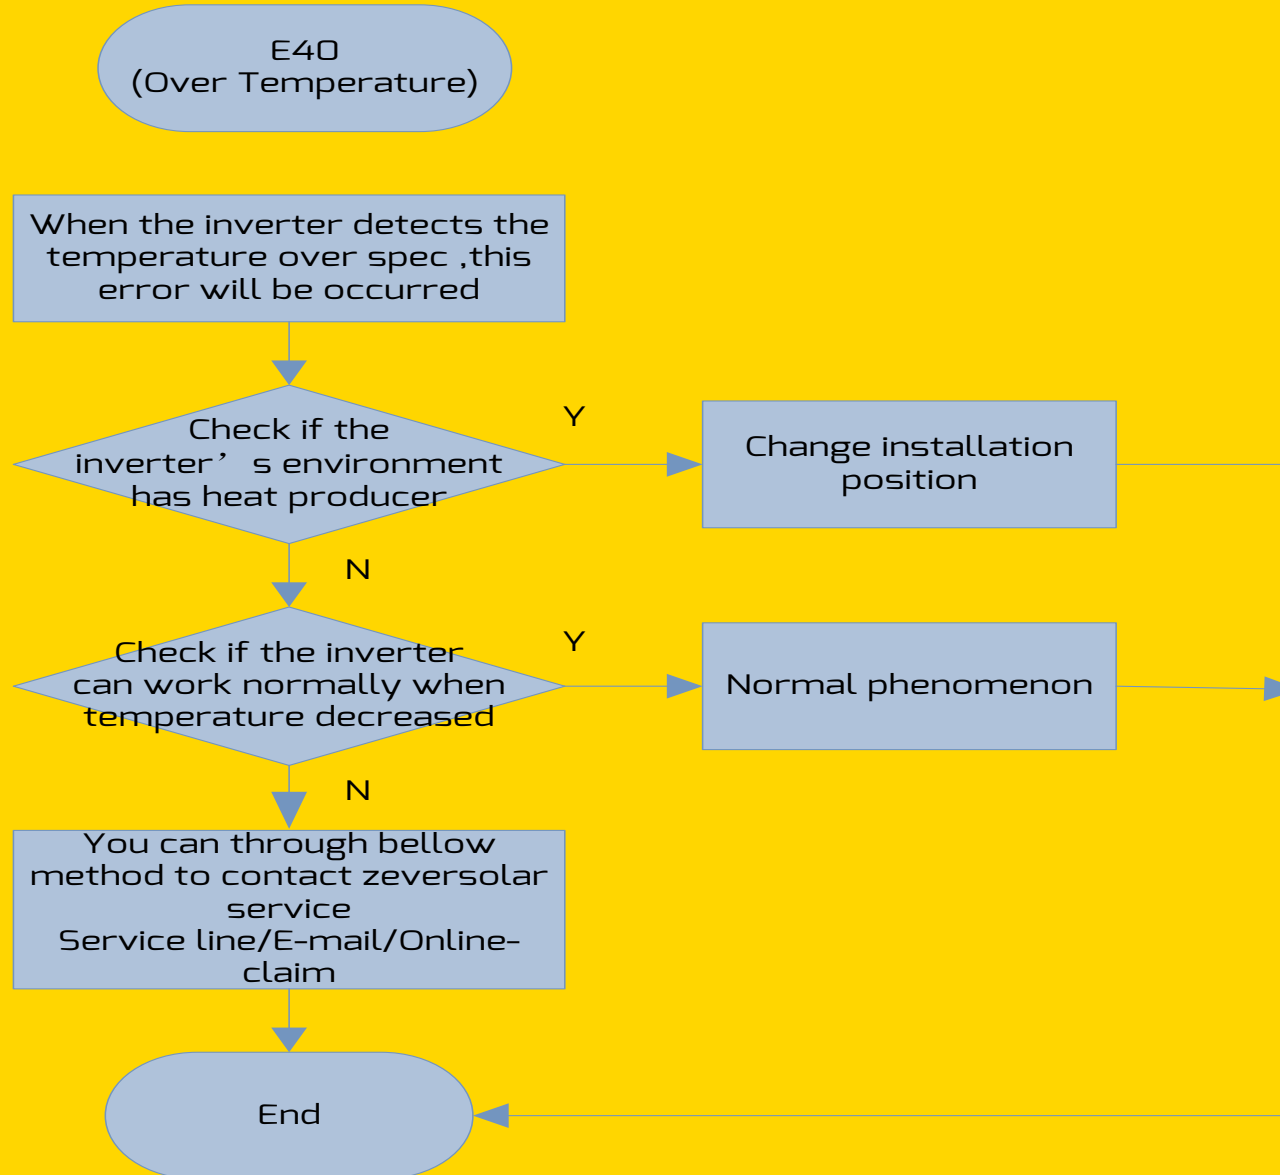 E40
(Over Temperature)
When the inverter detects the
temperature over spec ,this
error will be occurred
Check if the
inverter’ s environment
has heat producer
Y
Change installation
position
N
Check if the inverter
can work normally when
temperature decreased
Y
Normal phenomenon
N
You can through bellow
method to contact zeversolar
service
Service line/E-mail/Online-
claim
End